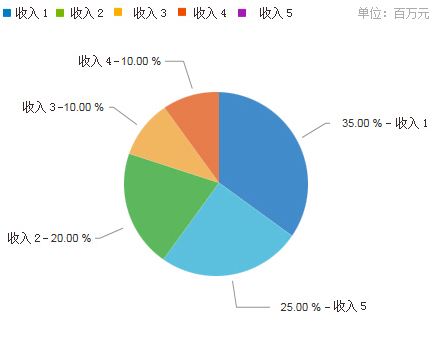 收入 1 收入 2 收入 3 收入 4 收入 5 单位：百万元
收入 4－10.00 %
收入 3－10.00 %
35.00 %－收入 1
收入 2－20.00 %
25.00 %－收入 5